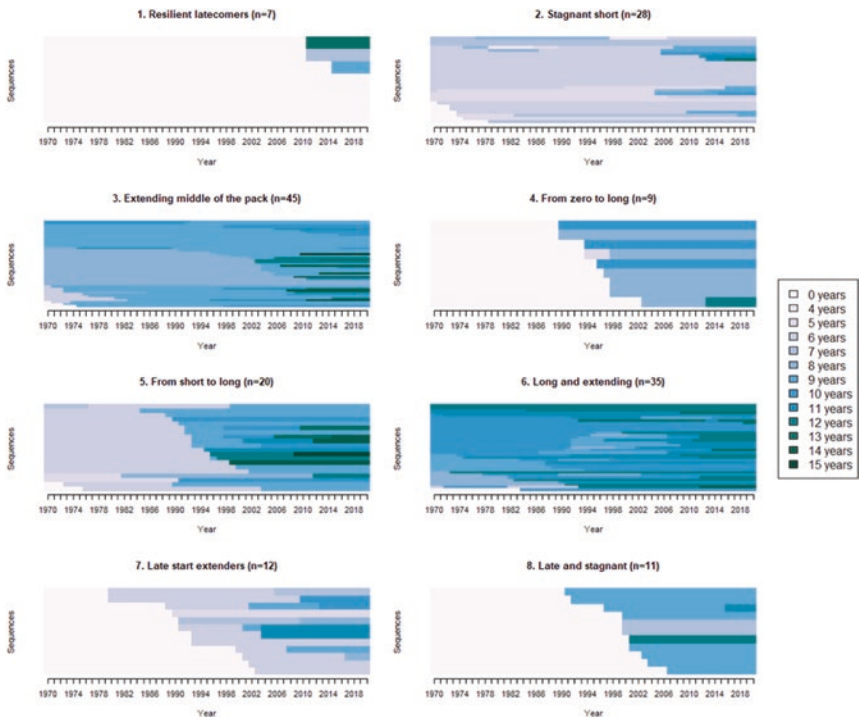 1. Resilient latecomers (n=7)
Sequences
1970 1974 1978 1982 1986 1990 1994 1998 2002 2006 2010 2014 2018
Year
2. Stagnant short (n=28)
Sequences
1970 1974 1978 1982 1986 1990 1994 1998 2002 2006 2010 2014 2018
Year
3. Extending middle of the pack (n=45)
Sequences
1970 1974 1978 1982 1986 1990 1994 1998 2002 2006 2010 2014 2018
Year
4. From zero to long (n=9)
Sequences
1970 1974 1978 1982 1986 1990 1994 1998 2002 2006 2010 2014 2018
Year
5. From short to long (n=20)
Sequences
1970 1974 1978 1982 1986 1990 1994 1998 2002 2006 2010 2014 2018
Year
6. Long and extending (n=35)
Sequences
1970 1974 1978 1982 1986 1990 1994 1998 2002 2006 2010 2014 2018
Year
7. Late start extenders (n=12)
Sequences
1970 1974 1978 1982 1986 1990 1994 1998 2002 2006 2010 2014 2018
Year
8. Late and stagnant (n=11)
Sequences
1970 1974 1978 1982 1986 1990 1994 1998 2002 2006 2010 2014 2018
Year
0 years
4 years
5 years
6 years
7 years
8 years
9 years
10 years
11 years
12 years
13 years
14 years
15 years